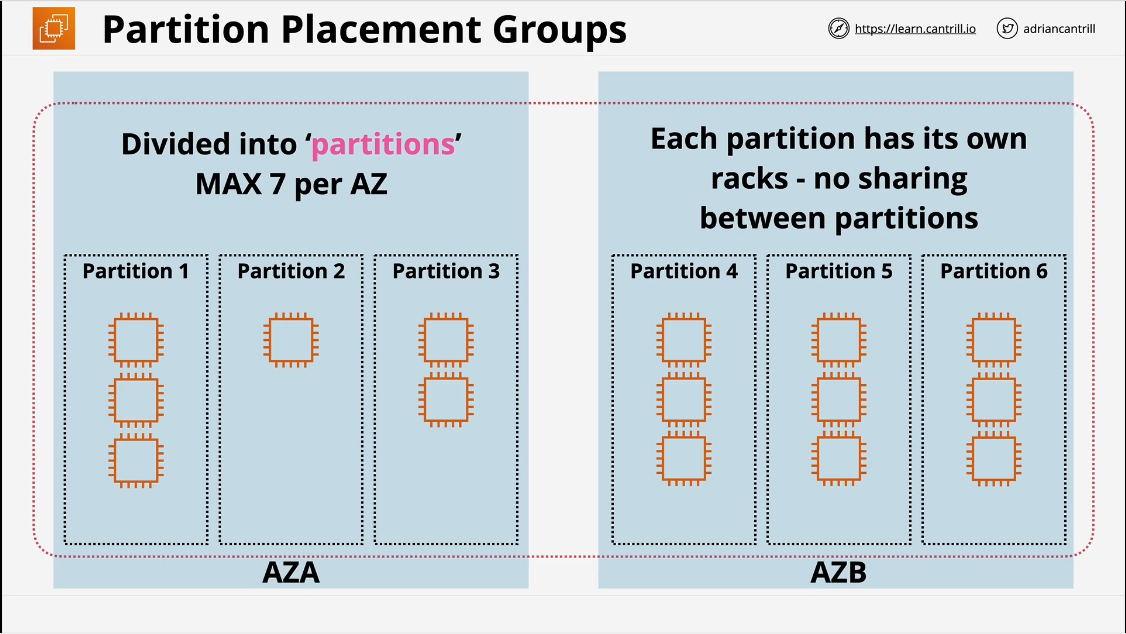 Partition Placement Groups
https://learn.cantrill.io
adriancantrill
Divided into ‘partitions’
MAX 7 per AZ
Each partition has its own
racks - no sharing
between partitions
Partition 1
Partition 2
Partition 3
Partition 4
Partition 5
Partition 6
AZA
AZB